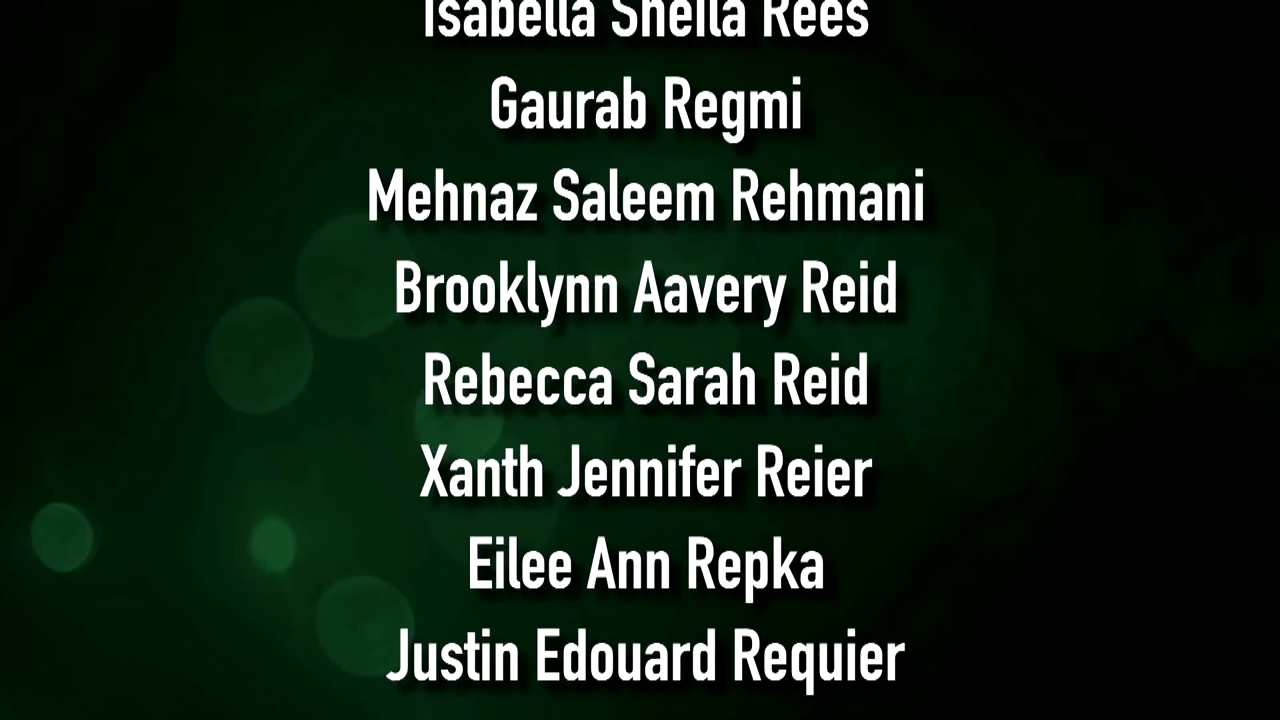 Isabella Sheila Rees
Gaurab Regmi
Mehnaz Saleem Rehmani
Brooklynn Aavery Reid
Rebecca Sarah Reid
Xanth Jennifer Reier
Eilee Ann Repka
Justin Edouard Requier